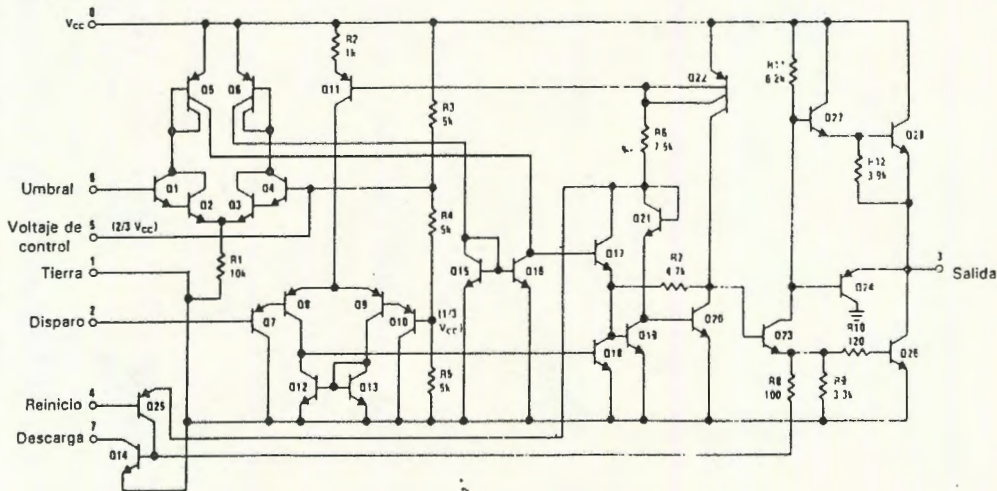 Vcc 8
R2
1k
Q5
Q6
Q11
Q22
R11
6.2k
Q27
Q28
R3
5k
R6
7.5k
R12
3.9k
Umbral 6
Q1
Q2
Q3
Q4
Voltaje de control 5 (2/3 Vcc)
R4
5k
Q21
R1
10k
Tierra 1
Q15
Q16
Q17
R7
4.7k
3 Salida
Q24
Disparo 2
Q7
Q8
Q9
Q10
(1/3 Vcc)
Q18
Q19
Q20
Q23
R10
120
Q26
Q12
Q13
R5
5k
R8
100
R9
3.3k
Reinicio 4
Q25
Descarga 7
Q14